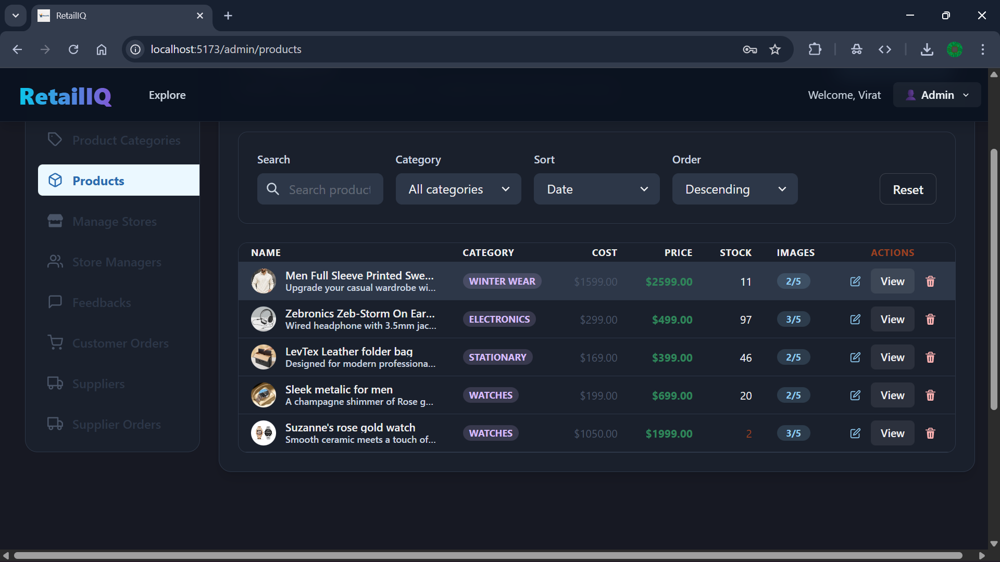 RetailIQ
localhost:5173/admin/products
RetailIQ
Explore
Welcome, Virat
Admin
Product Categories
Products
Manage Stores
Store Managers
Feedbacks
Customer Orders
Suppliers
Supplier Orders
Search Category Sort Order
Search product All categories Date Descending Reset
NAME CATEGORY COST PRICE STOCK IMAGES ACTIONS
Men Full Sleeve Printed Swe... WINTER WEAR $1599.00 $2599.00 11 2/5 View
Upgrade your casual wardrobe wi...
Zebronics Zeb-Storm On Ear... ELECTRONICS $299.00 $499.00 97 3/5 View
Wired headphone with 3.5mm jac...
LevTex Leather folder bag STATIONARY $169.00 $399.00 46 2/5 View
Designed for modern professiona...
Sleek metalic for men WATCHES $199.00 $699.00 20 2/5 View
A champagne shimmer of Rose g...
Suzanne's rose gold watch WATCHES $1050.00 $1999.00 2 3/5 View
Smooth ceramic meets a touch of...